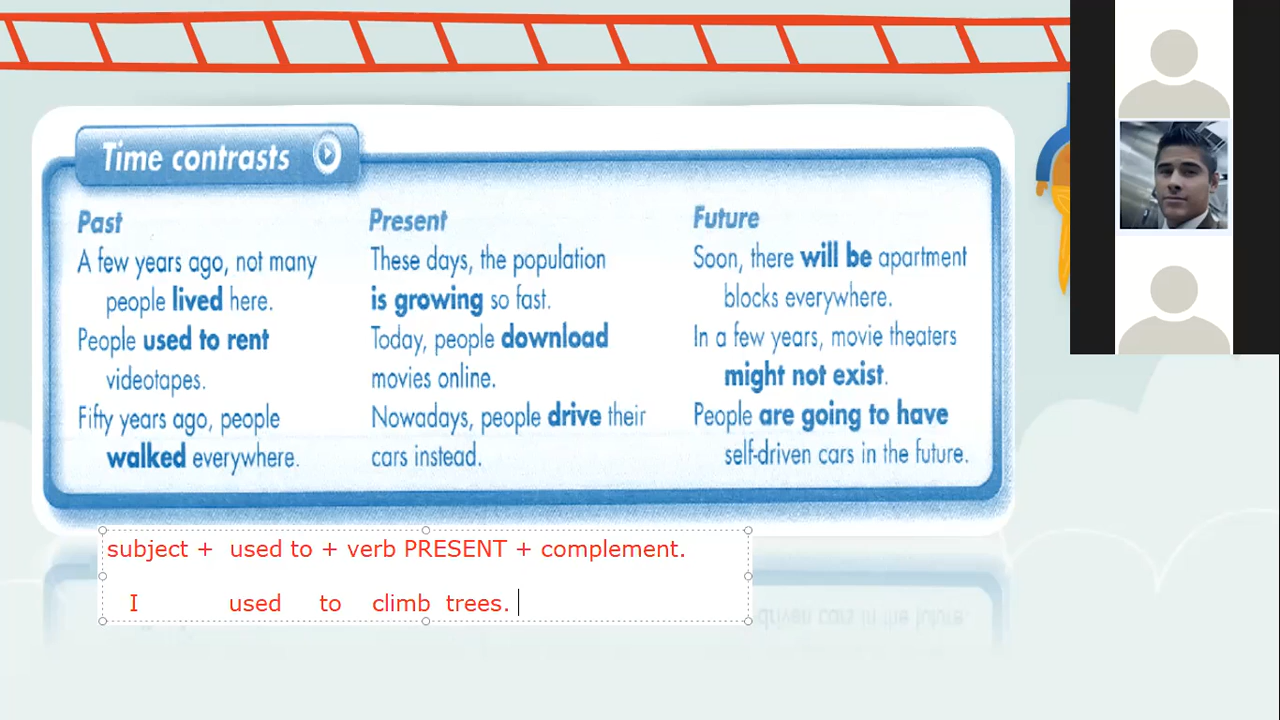 Time contrasts
Past
A few years ago, not many
people lived here.
People used to rent
videotapes.
Fifty years ago, people
walked everywhere.
Present
These days, the population
is growing so fast.
Today, people download
movies online.
Nowadays, people drive their
cars instead.
Future
Soon, there will be apartment
blocks everywhere.
In a few years, movie theaters
might not exist.
People are going to have
self-driven cars in the future.
subject + used to + verb PRESENT + complement.
I used to climb trees.